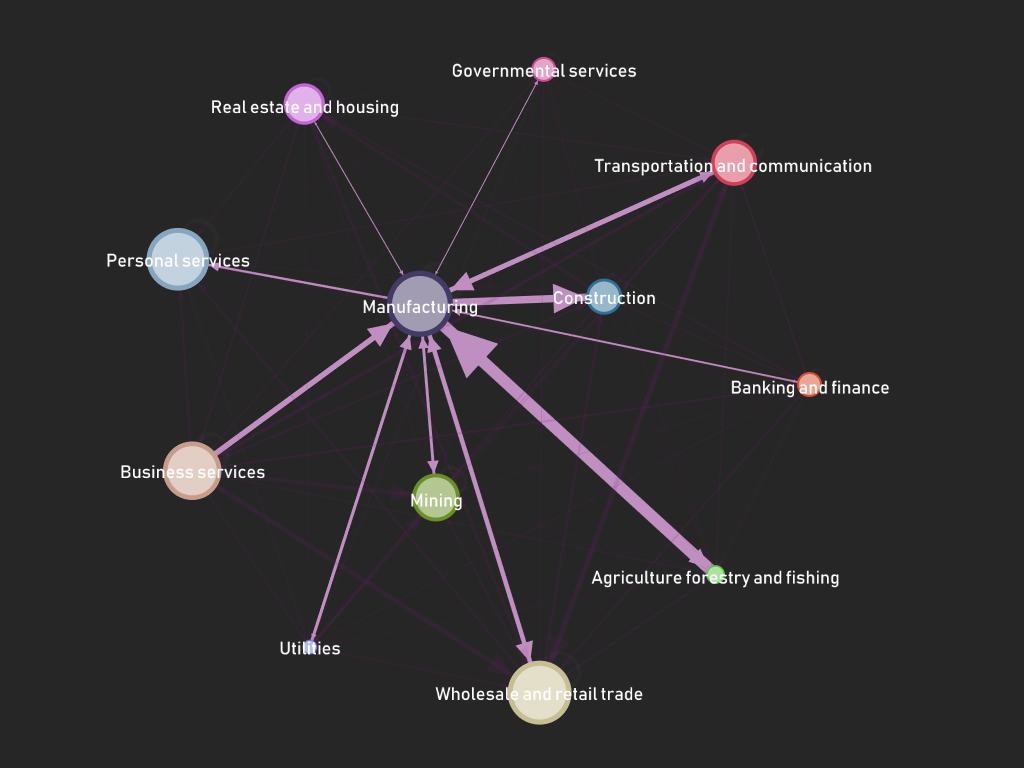 Governmental services
Real estate and housing
Transportation and communication
Personal services
Manufacturing
Construction
Banking and finance
Business services
Mining
Agriculture forestry and fishing
Utilities
Wholesale and retail trade